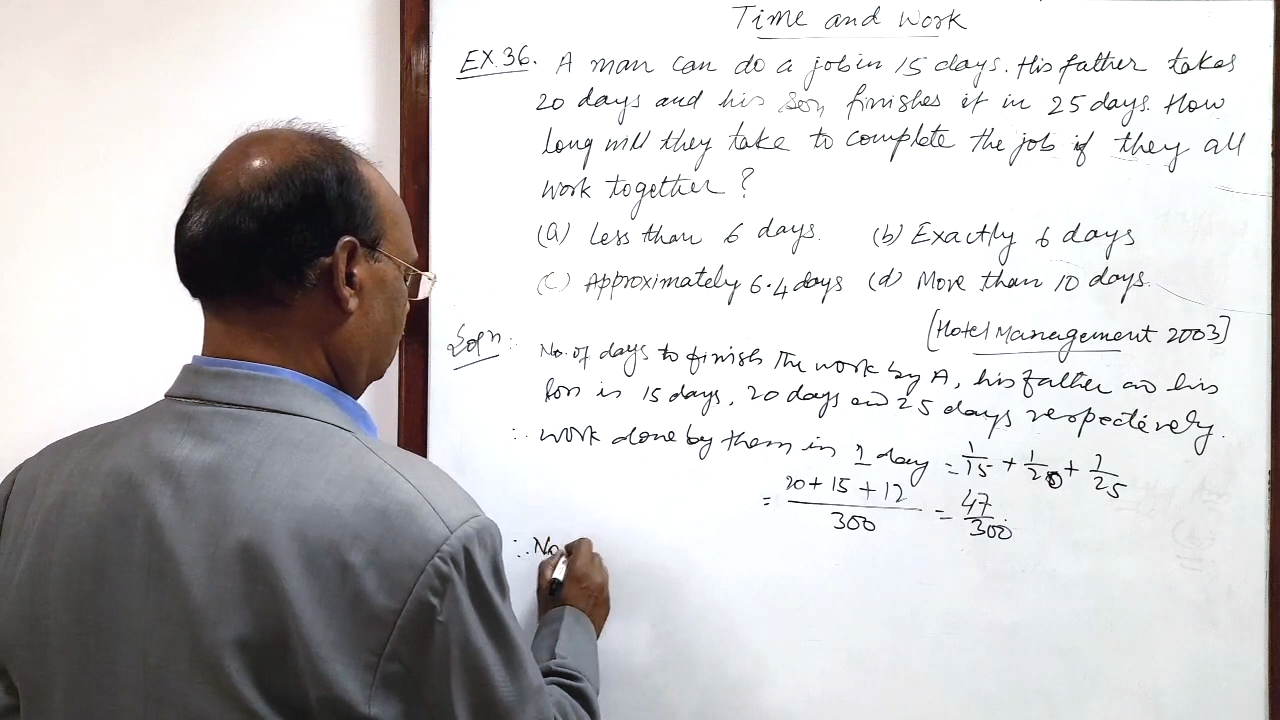 Time and Work
EX.36. A man can do a job in 15 days. His father takes
20 days and his son finishes it in 25 days. How
long will they take to complete the job if they all
work together?
(a) Less than 6 days. (b) Exactly 6 days
(c) Approximately 6.4 days (d) More than 10 days.
[Hotel Management 2003]
Solⁿ: No. of days to finish the work by A, his father and his
son is 15 days, 20 days and 25 days respectively.
∴ work done by them in 1 day = 1/15 + 1/20 + 1/25
= 20+15+12/300 = 47/300
∴ No